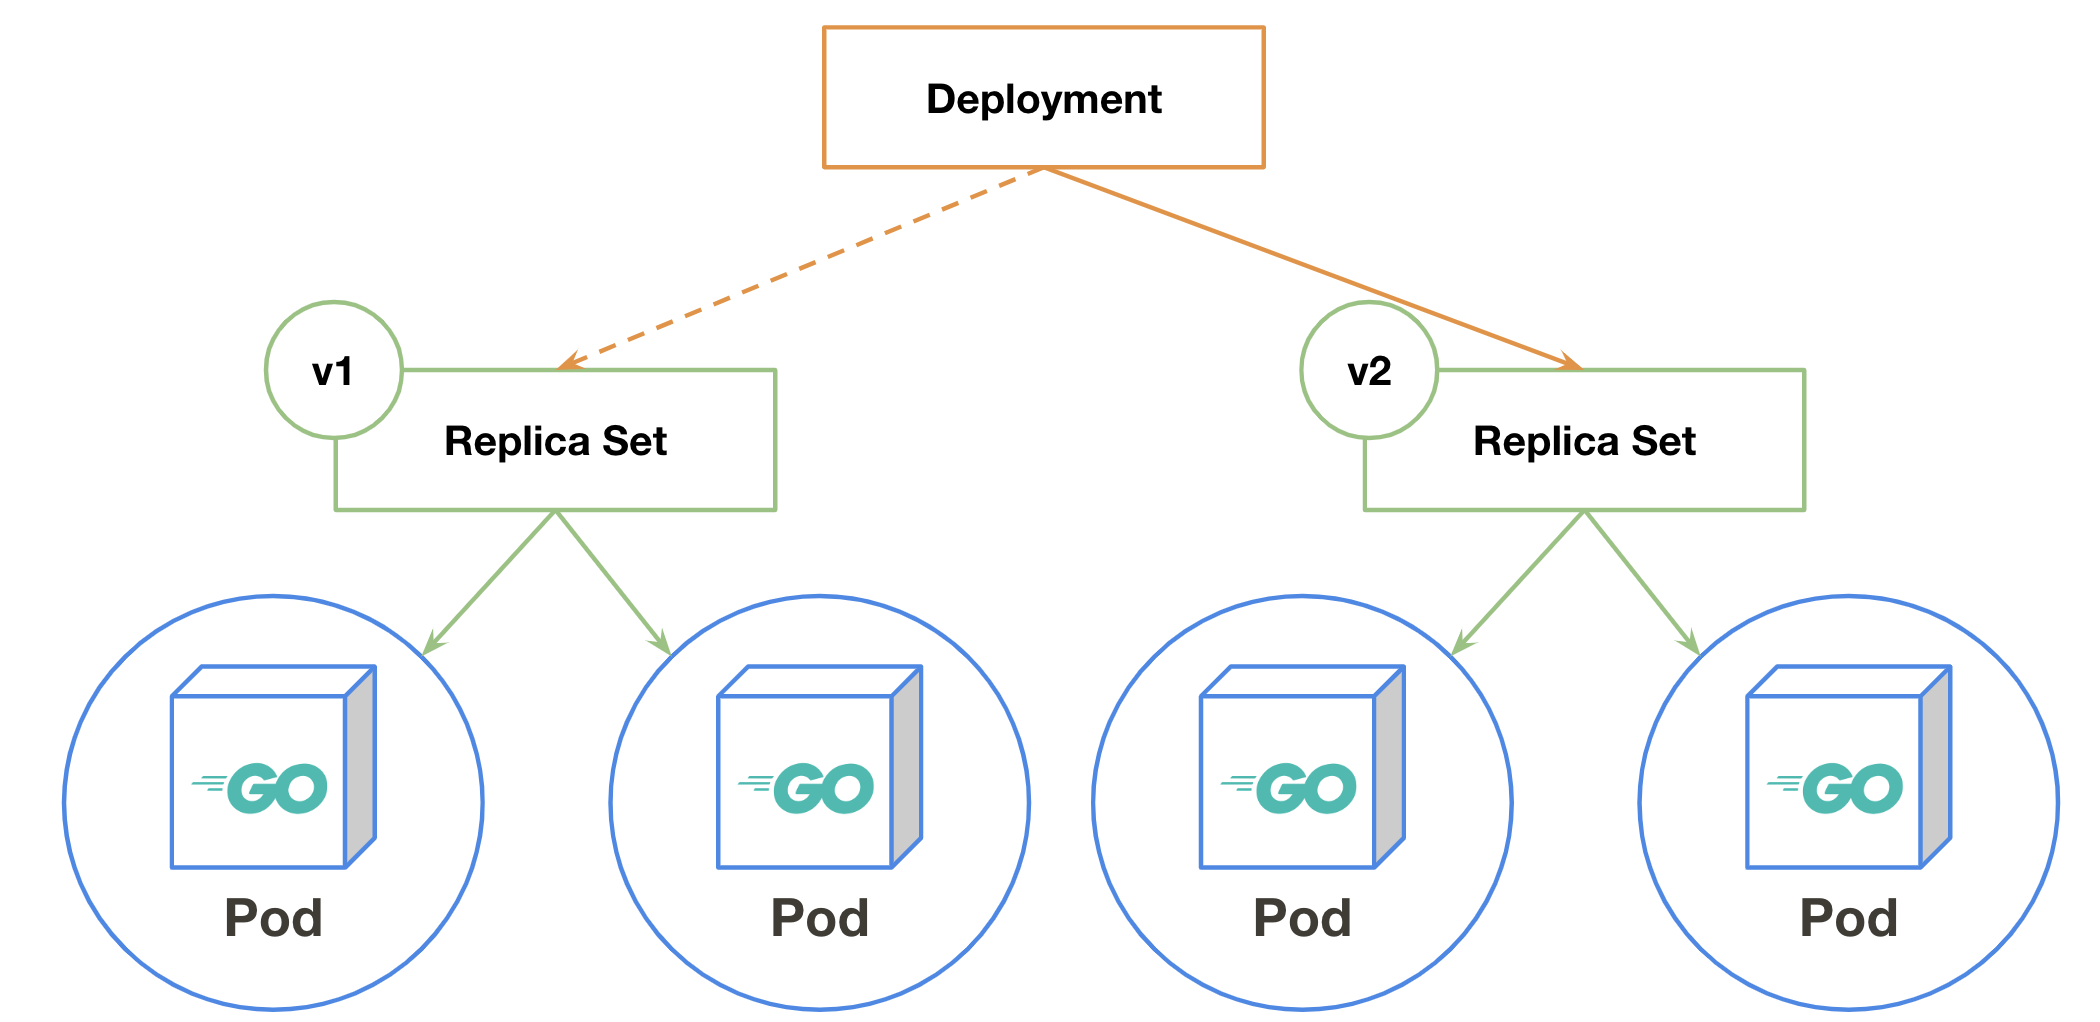 Deployment
v1
Replica Set
v2
Replica Set
GO
Pod
GO
Pod
GO
Pod
GO
Pod